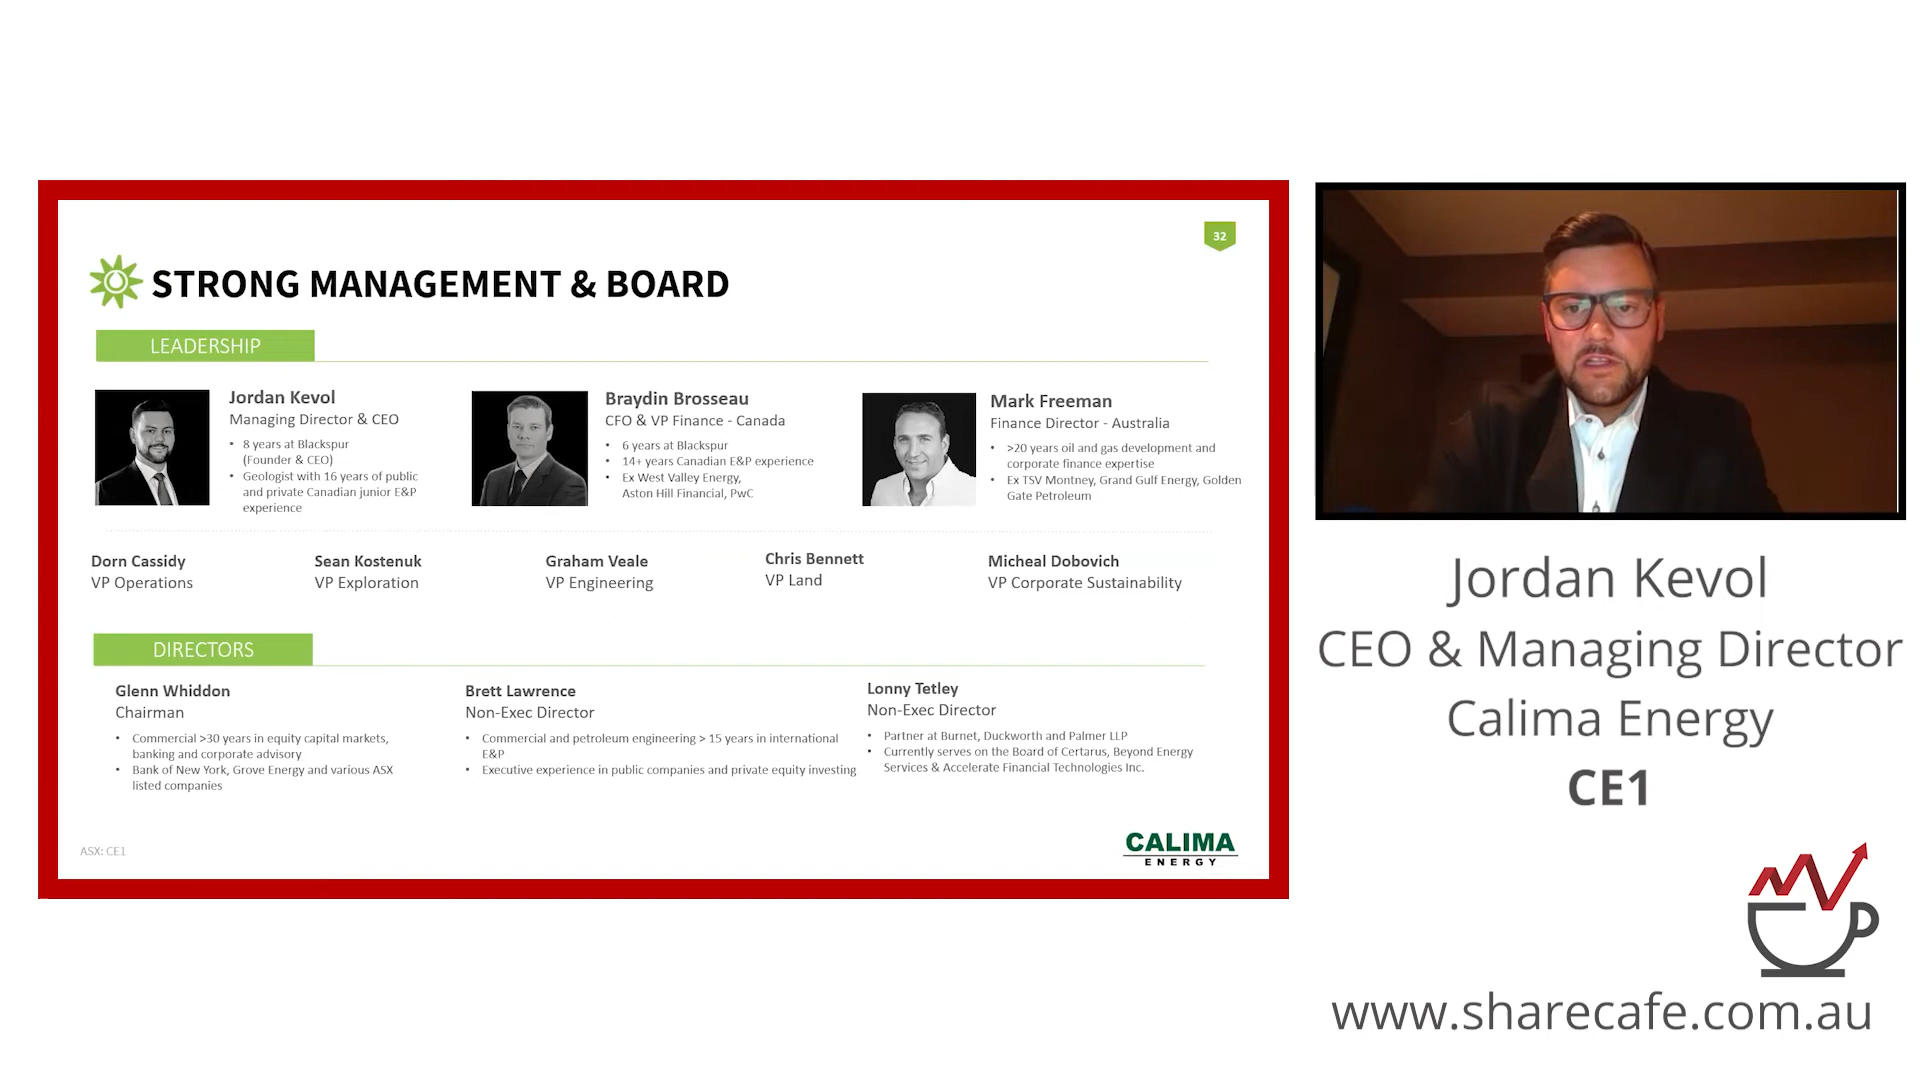 32
STRONG MANAGEMENT & BOARD
LEADERSHIP
Jordan Kevol
Managing Director & CEO
• 8 years at Blackspur
(Founder & CEO)
• Geologist with 16 years of public
and private Canadian junior E&P
experience
Braydin Brosseau
CFO & VP Finance - Canada
• 6 years at Blackspur
• 14+ years Canadian E&P experience
• Ex West Valley Energy,
Aston Hill Financial, PwC
Mark Freeman
Finance Director - Australia
• >20 years oil and gas development and
corporate finance expertise
• Ex TSV Montney, Grand Gulf Energy, Golden
Gate Petroleum
Dorn Cassidy
VP Operations
Sean Kostenuk
VP Exploration
Graham Veale
VP Engineering
Chris Bennett
VP Land
Micheal Dobovich
VP Corporate Sustainability
DIRECTORS
Glenn Whiddon
Chairman
• Commercial >30 years in equity capital markets,
banking and corporate advisory
• Bank of New York, Grove Energy and various ASX
listed companies
Brett Lawrence
Non-Exec Director
• Commercial and petroleum engineering > 15 years in international
E&P
• Executive experience in public companies and private equity investing
Lonny Tetley
Non-Exec Director
• Partner at Burnet, Duckworth and Palmer LLP
• Currently serves on the Board of Certarus, Beyond Energy
Services & Accelerate Financial Technologies Inc.
ASX: CE1
CALIMA
ENERGY
Jordan Kevol
CEO & Managing Director
Calima Energy
CE1
www.sharecafe.com.au